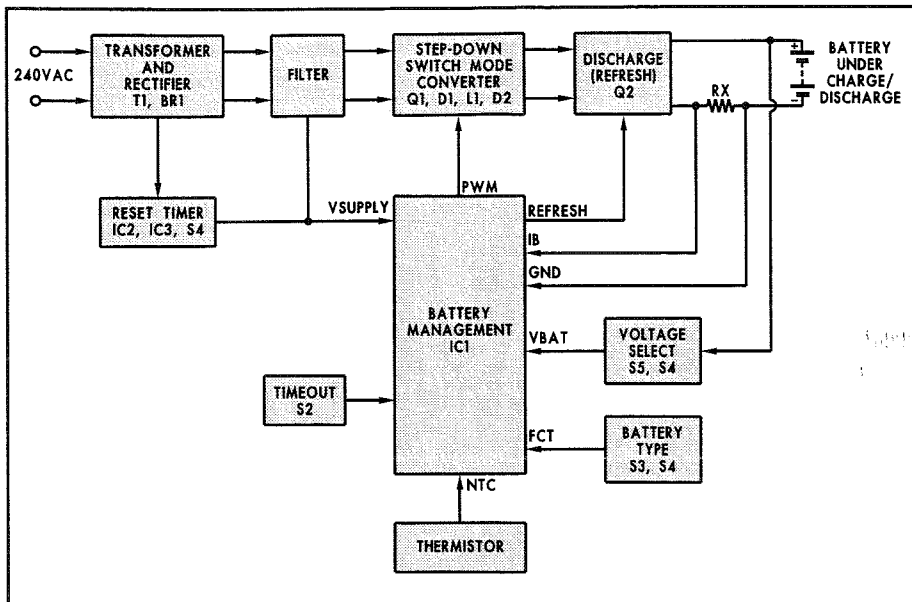 TRANSFORMER
AND
RECTIFIER
T1, BR1
240VAC
FILTER
STEP-DOWN
SWITCH MODE
CONVERTER
Q1, D1, L1, D2
DISCHARGE
(REFRESH)
Q2
RX
+
-
BATTERY
UNDER
CHARGE/
DISCHARGE
RESET TIMER
IC2, IC3, S4
VSUPPLY
PWM
REFRESH
IB
GND
BATTERY
MANAGEMENT
IC1
VBAT
VOLTAGE
SELECT
S5, S4
TIMEOUT
S2
FCT
BATTERY
TYPE
S3, S4
NTC
THERMISTOR